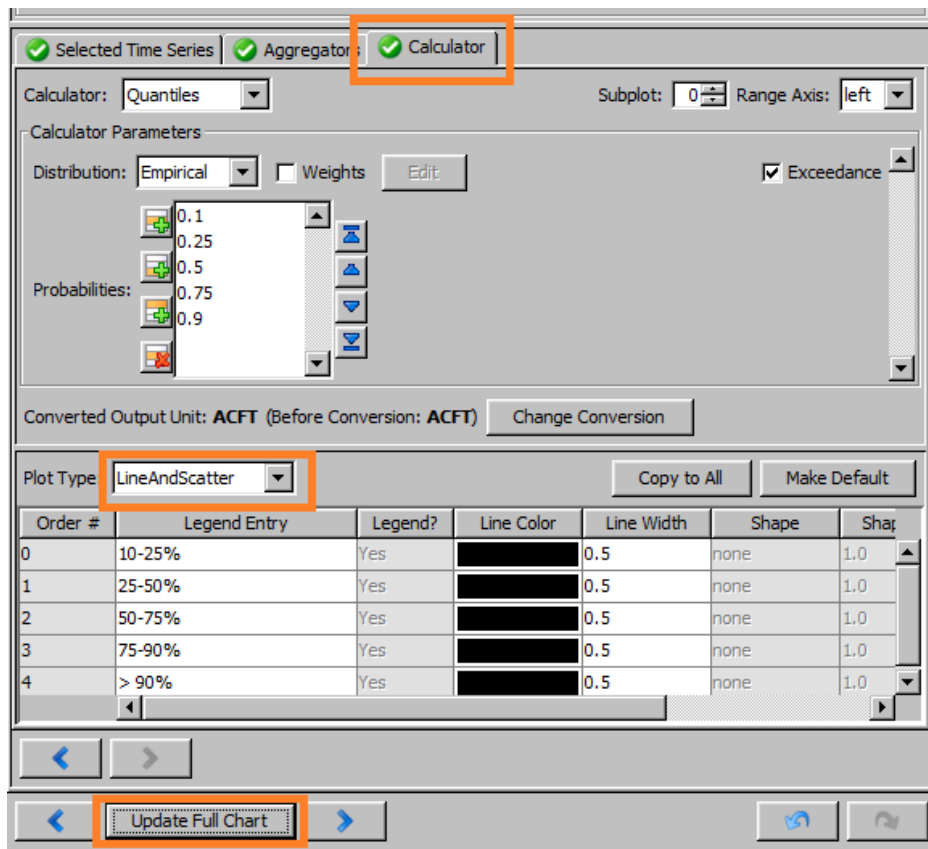 Selected Time Series Aggregators Calculator
Calculator: Quantiles Subplot: 0 Range Axis: left
Calculator Parameters
Distribution: Empirical Weights Edit Exceedance
0.1
0.25
0.5
Probabilities: 0.75
0.9
Converted Output Unit: ACFT (Before Conversion: ACFT) Change Conversion
Plot Type LineAndScatter Copy to All Make Default
Order # Legend Entry Legend? Line Color Line Width Shape Shap
0 10-25% Yes 0.5 none 1.0
1 25-50% Yes 0.5 none 1.0
2 50-75% Yes 0.5 none 1.0
3 75-90% Yes 0.5 none 1.0
4 > 90% Yes 0.5 none 1.0
Update Full Chart